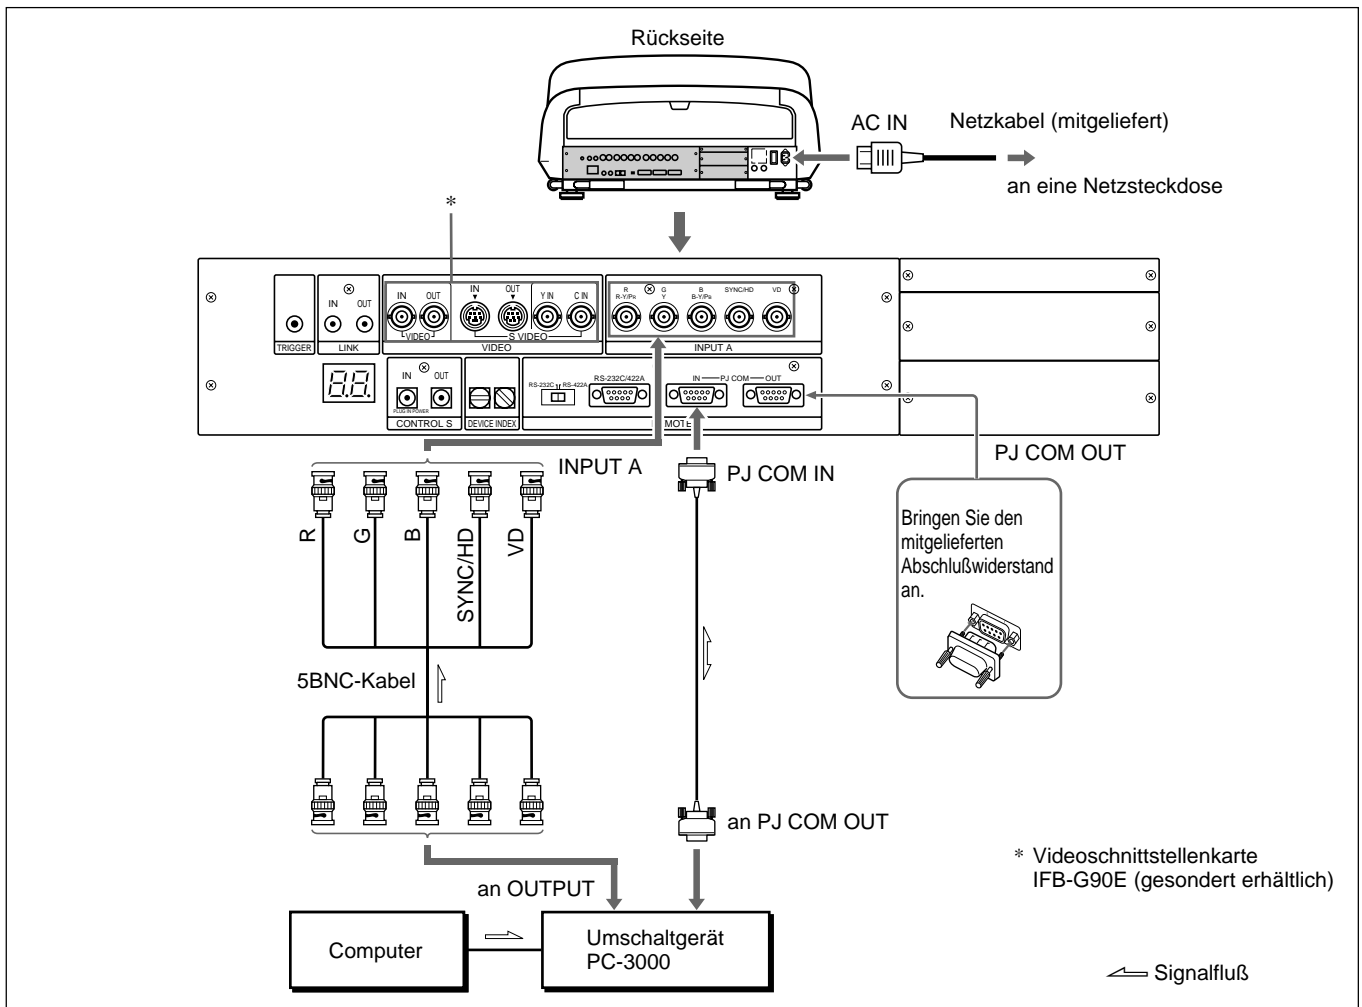 Rückseite
AC IN
Netzkabel (mitgeliefert)
an eine Netzsteckdose
*
TRIGGER
IN
OUT
LINK
IN
OUT
VIDEO
IN
OUT
Y IN
C IN
S VIDEO
VIDEO
R
R-Y/PR
G
Y
B
B-Y/PB
SYNC/HD
VD
INPUT A
IN
OUT
PLUG IN POWER
CONTROL S
DEVICE INDEX
RS-232C
RS-422A
RS-232C/422A
IN
PJ COM
OUT
MOTE
INPUT A
PJ COM IN
PJ COM OUT
R
G
B
SYNC/HD
VD
Bringen Sie den
mitgelieferten
Abschlußwiderstand
an.
5BNC-Kabel
an PJ COM OUT
an OUTPUT
Computer
Umschaltgerät
PC-3000
* Videoschnittstellenkarte
IFB-G90E (gesondert erhältlich)
Signalfluß